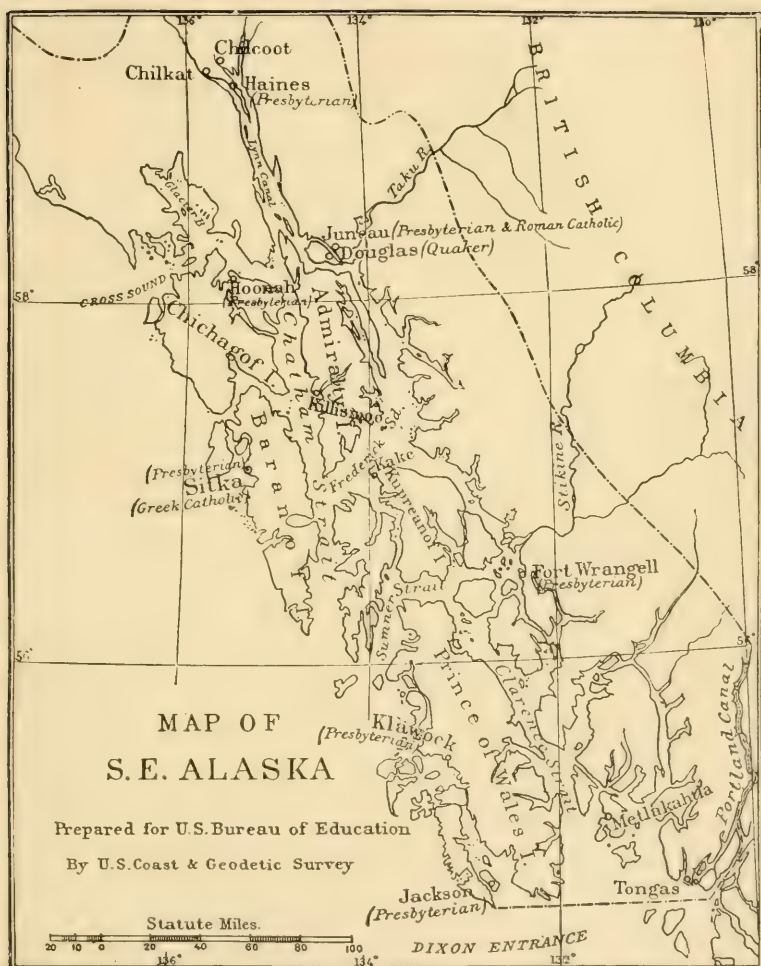 136°
134°
132°
130°
Chilcoot
Chilkat
Haines
(Presbyterian)
BRITISH COLUMBIA
Lynn Canal
Taku R.
Glacier B.
Juneau (Presbyterian & Roman Catholic)
Douglas (Quaker)
CROSS SOUND
Hoonah
(Presbyterian)
58°
58°
Chichagof
Admiralty I.
Chatham Strait
Killisnoo
Frederick Sd.
Kake
Kupreanof I.
Stikine R.
Baranof I.
(Presbyterian)
Sitka
(Greek Catholic)
Fort Wrangell
(Presbyterian)
Sumner Strait
56°
56°
Prince of Wales I.
Clarence Strait
Portland Canal
MAP OF
S.E. ALASKA
Klawock
(Presbyterian)
Metlakahtla
Prepared for U.S. Bureau of Education
By U.S. Coast & Geodetic Survey
Jackson
(Presbyterian)
Tongas
Statute Miles.
20 10 0 20 40 60 80 100
DIXON ENTRANCE
136°
134°
132°